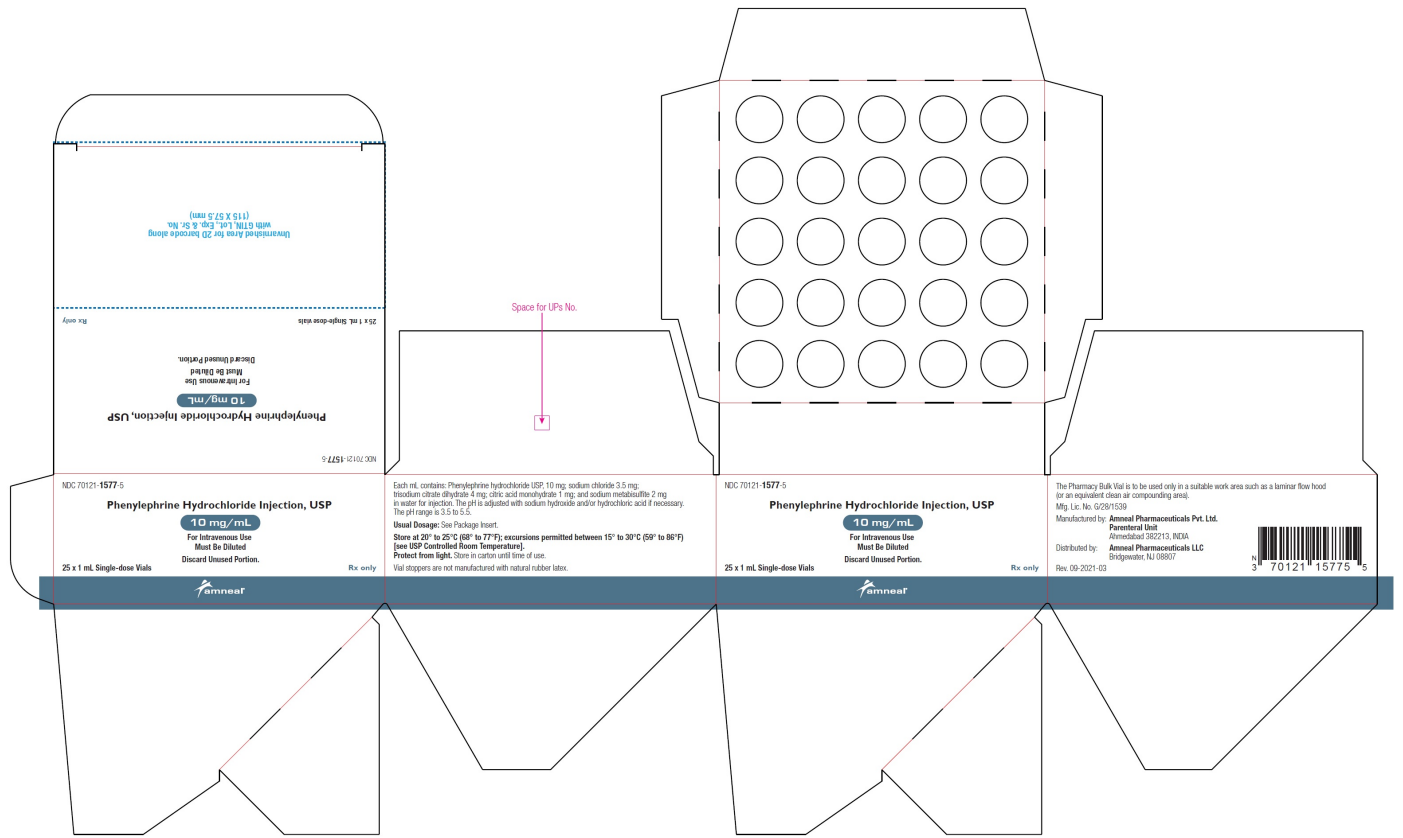 Unvarnished Area for 2D barcode along
with GTIN, Lot., Exp. & Sr. No.
(115 X 57.5 mm)
25 x 1 mL Single-dose vials
Rx only
Discard Unused Portion.
Must Be Diluted
For Intravenous Use
10 mg/mL
Phenylephrine Hydrochloride Injection, USP
NDC 70121-1577-5
Space for UPs No.
NDC 70121-1577-5
Phenylephrine Hydrochloride Injection, USP
10 mg/mL
For Intravenous Use
Must Be Diluted
Discard Unused Portion.
25 x 1 mL Single-dose Vials
Rx only
amneal
Each mL contains: Phenylephrine hydrochloride USP, 10 mg; sodium chloride 3.5 mg;
trisodium citrate dihydrate 4 mg; citric acid monohydrate 1 mg; and sodium metabisulfite 2 mg
in water for injection. The pH is adjusted with sodium hydroxide and/or hydrochloric acid if necessary.
The pH range is 3.5 to 5.5.
Usual Dosage: See Package Insert.
Store at 20° to 25°C (68° to 77°F); excursions permitted between 15° to 30°C (59° to 86°F)
[see USP Controlled Room Temperature].
Protect from light. Store in carton until time of use.
Vial stoppers are not manufactured with natural rubber latex.
NDC 70121-1577-5
Phenylephrine Hydrochloride Injection, USP
10 mg/mL
For Intravenous Use
Must Be Diluted
Discard Unused Portion.
25 x 1 mL Single-dose Vials
Rx only
amneal
The Pharmacy Bulk Vial is to be used only in a suitable work area such as a laminar flow hood
(or an equivalent clean air compounding area).
Mfg. Lic. No. G/28/1539
Manufactured by: Amneal Pharmaceuticals Pvt. Ltd.
Parenteral Unit
Ahmedabad 382213, INDIA
Distributed by: Amneal Pharmaceuticals LLC
Bridgewater, NJ 08807
Rev. 09-2021-03
N
3 70121 15775 5